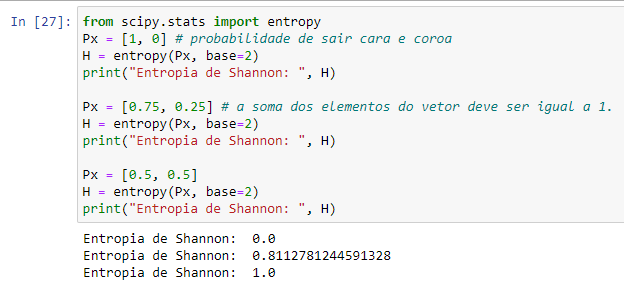 In [27]: from scipy.stats import entropy
Px = [1, 0] # probabilidade de sair cara e coroa
H = entropy(Px, base=2)
print("Entropia de Shannon: ", H)
Px = [0.75, 0.25] # a soma dos elementos do vetor deve ser igual a 1.
H = entropy(Px, base=2)
print("Entropia de Shannon: ", H)
Px = [0.5, 0.5]
H = entropy(Px, base=2)
print("Entropia de Shannon: ", H)
Entropia de Shannon:  0.0
Entropia de Shannon:  0.8112781244591328
Entropia de Shannon:  1.0